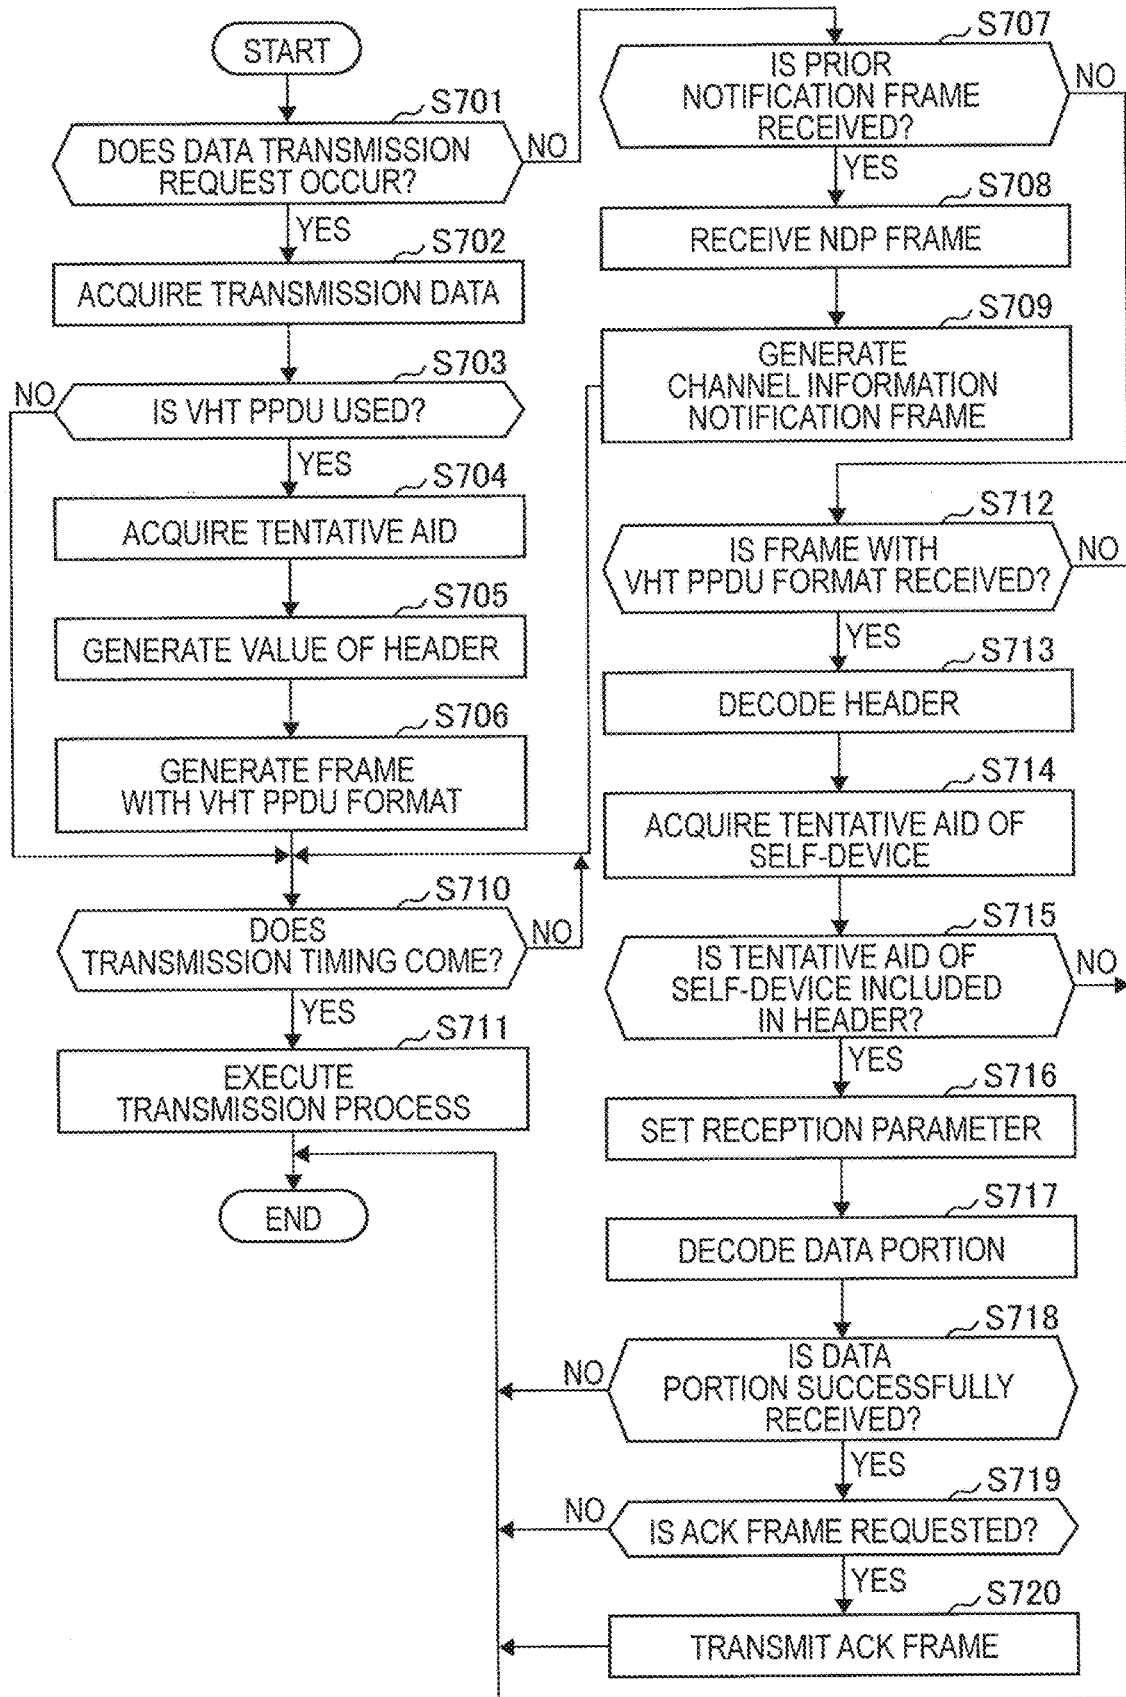 START
S701
DOES DATA TRANSMISSION
REQUEST OCCUR?
NO
YES
S702
ACQUIRE TRANSMISSION DATA
S703
NO
IS VHT PPDU USED?
YES
S704
ACQUIRE TENTATIVE AID
S705
GENERATE VALUE OF HEADER
S706
GENERATE FRAME
WITH VHT PPDU FORMAT
S710
DOES
TRANSMISSION TIMING COME?
NO
YES
S711
EXECUTE
TRANSMISSION PROCESS
END
S707
IS PRIOR
NOTIFICATION FRAME
RECEIVED?
NO
YES
S708
RECEIVE NDP FRAME
S709
GENERATE
CHANNEL INFORMATION
NOTIFICATION FRAME
S712
IS FRAME WITH
VHT PPDU FORMAT RECEIVED?
NO
YES
S713
DECODE HEADER
S714
ACQUIRE TENTATIVE AID OF
SELF-DEVICE
S715
IS TENTATIVE AID OF
SELF-DEVICE INCLUDED
IN HEADER?
NO
YES
S716
SET RECEPTION PARAMETER
S717
DECODE DATA PORTION
S718
IS DATA
PORTION SUCCESSFULLY
RECEIVED?
NO
YES
S719
NO
IS ACK FRAME REQUESTED?
YES
S720
TRANSMIT ACK FRAME